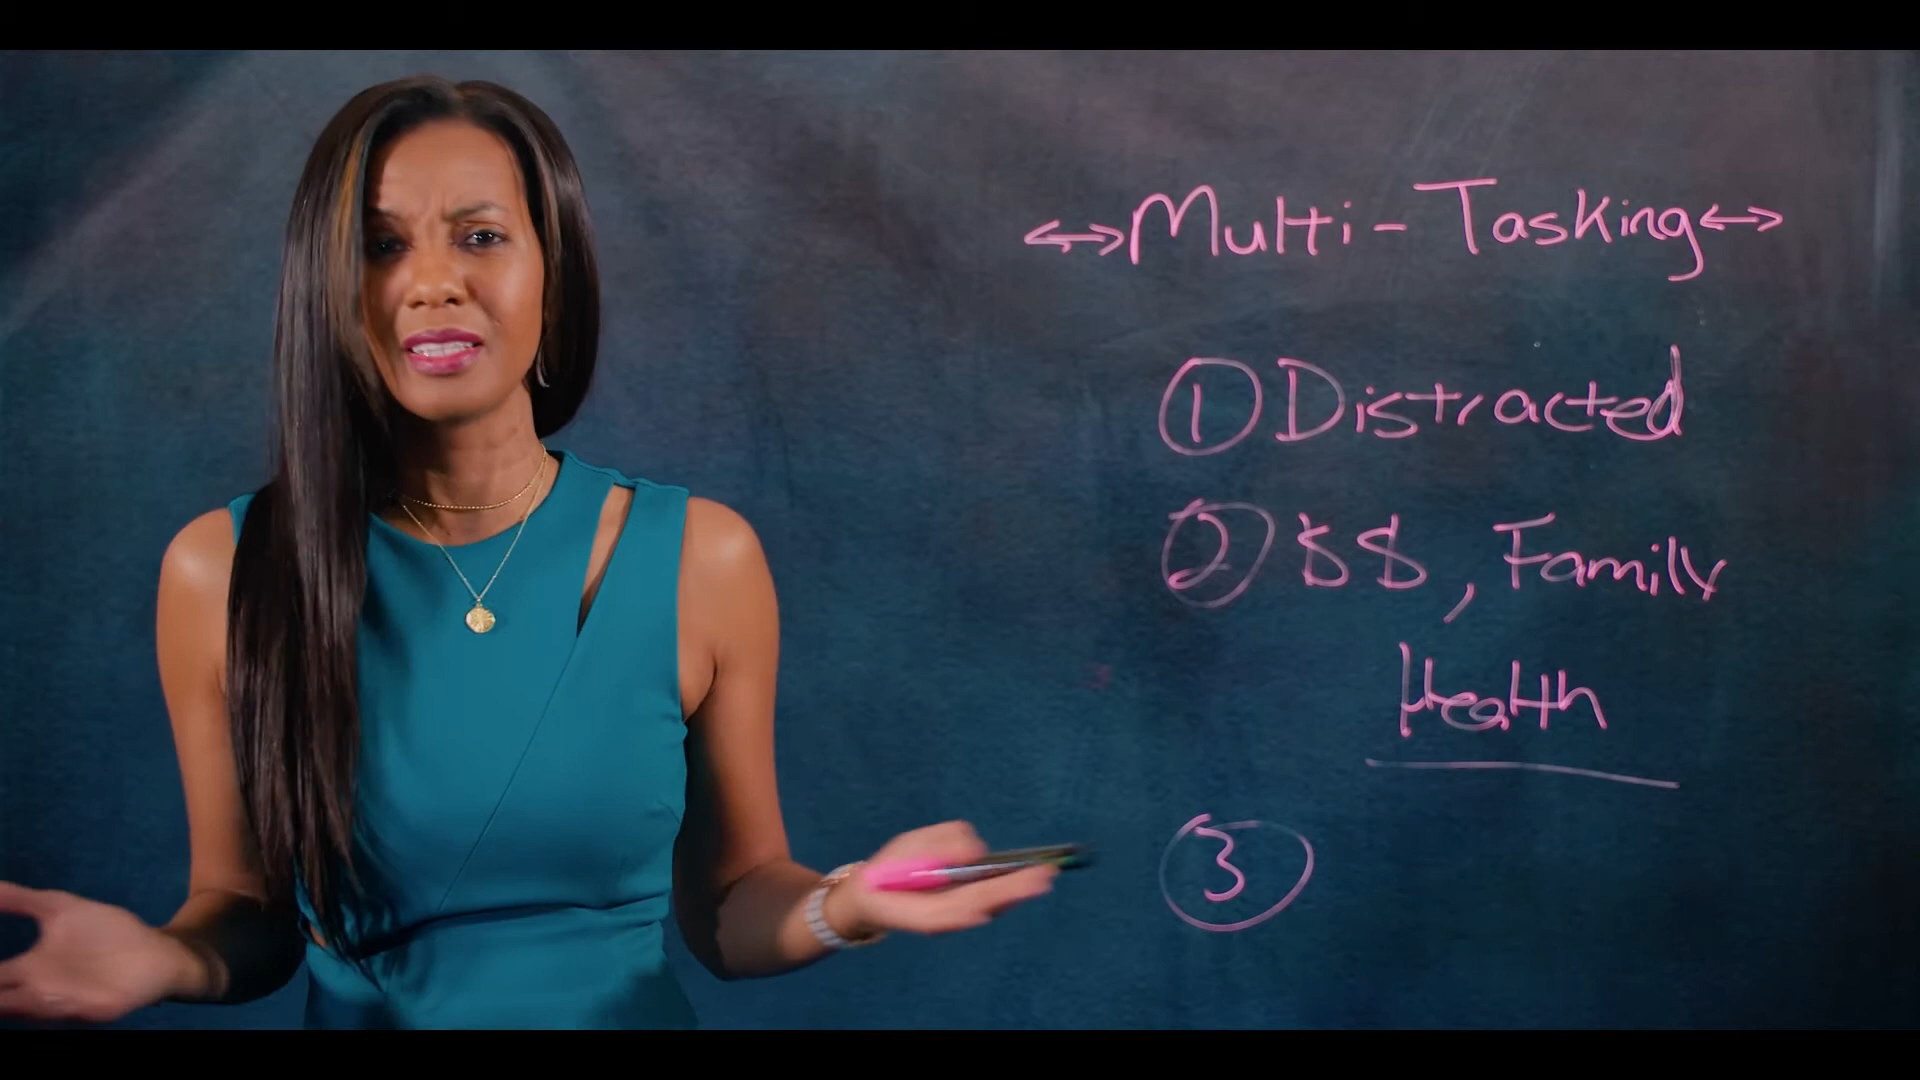 ↔Multi-Tasking↔
① Distracted
② $$, Family
Health
③